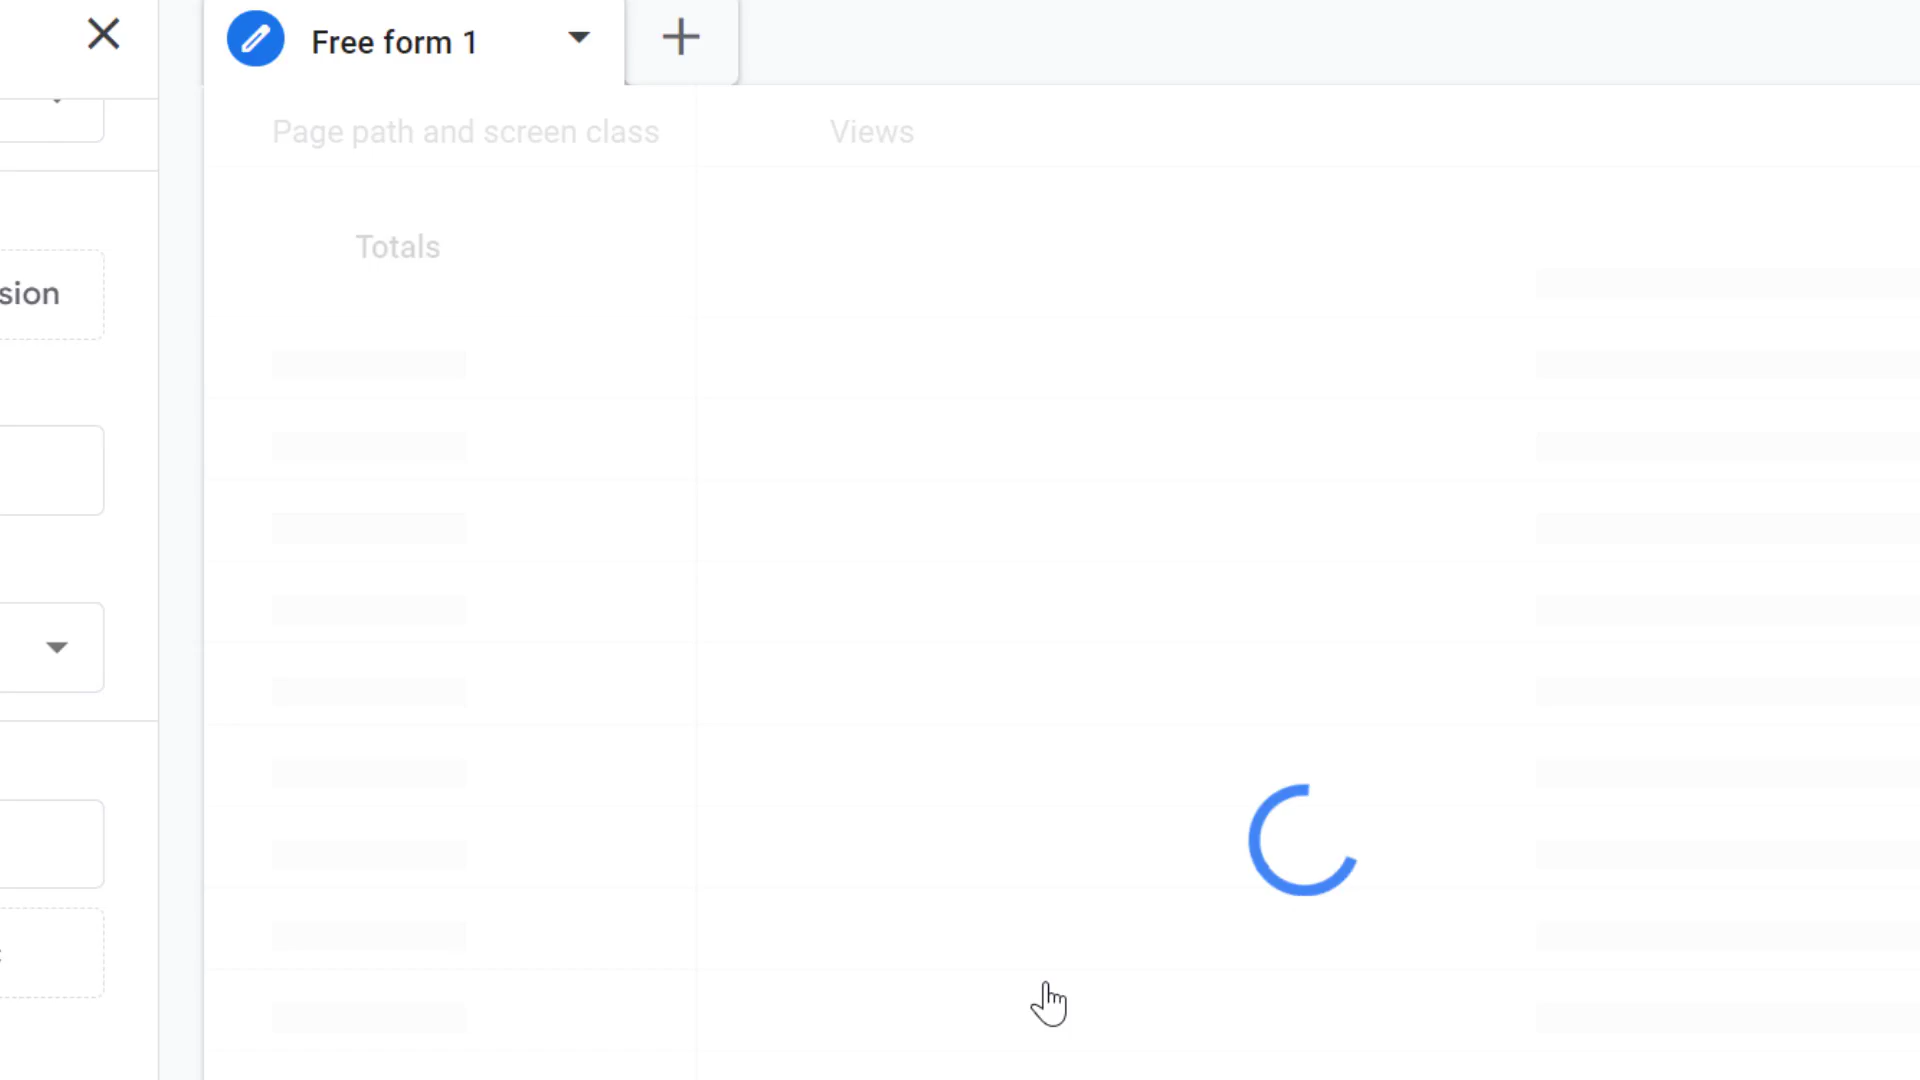 Free form 1
Page path and screen class
Views
Totals
sion